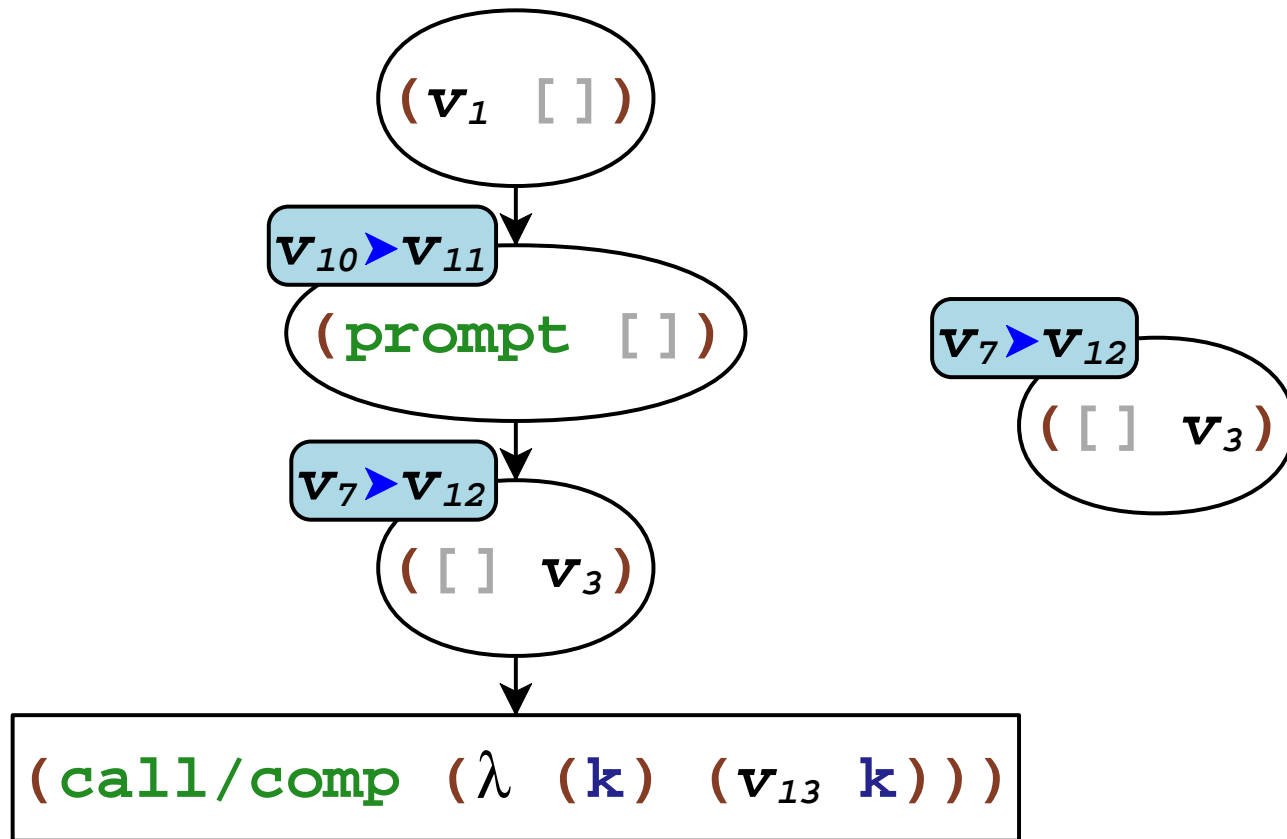 (v₁ [])
v₁₀➤v₁₁
(prompt [])
v₇➤v₁₂
([] v₃)
v₇➤v₁₂
([] v₃)
(call/comp (λ (k) (v₁₃ k)))